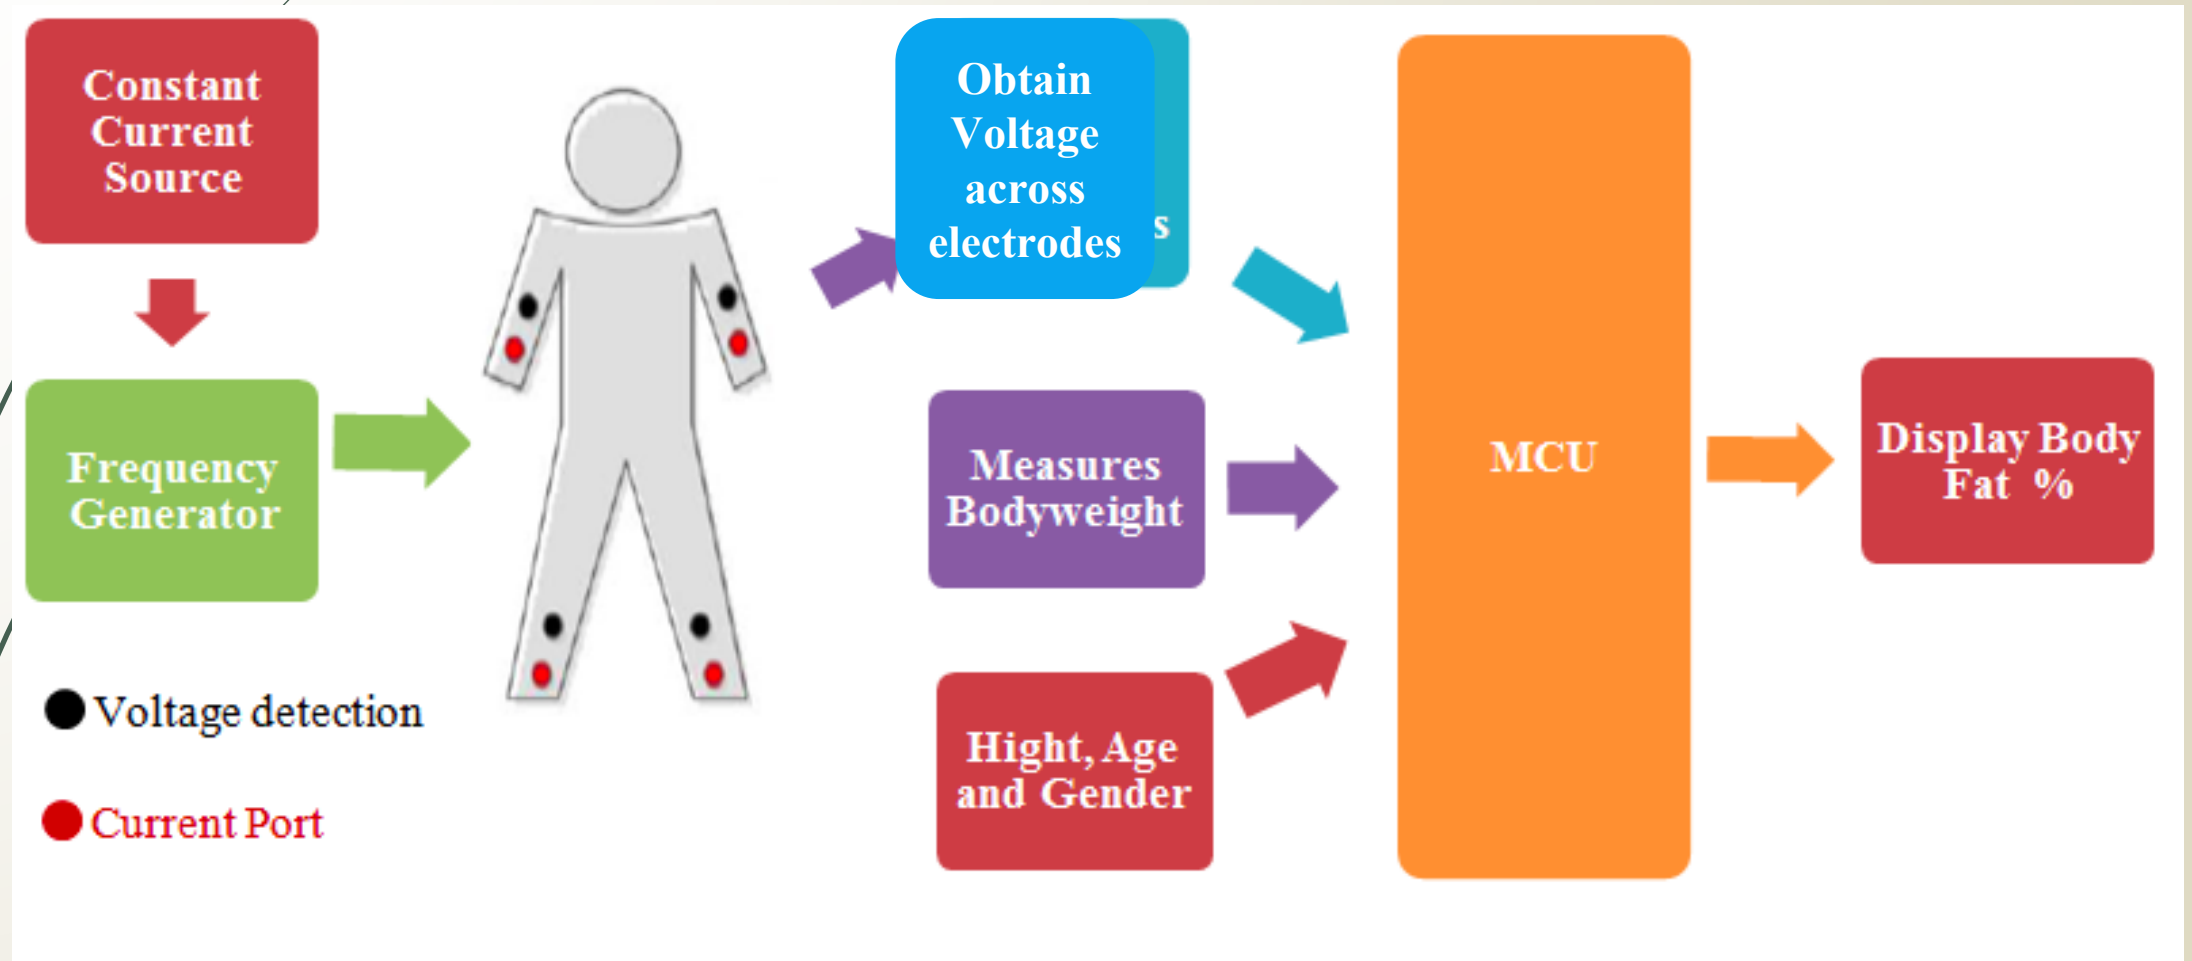 Constant
Current
Source
Frequency
Generator
Voltage detection
Current Port
Obtain
Voltage
across
electrodes
s
Measures
Bodyweight
Hight, Age
and Gender
MCU
Display Body
Fat %